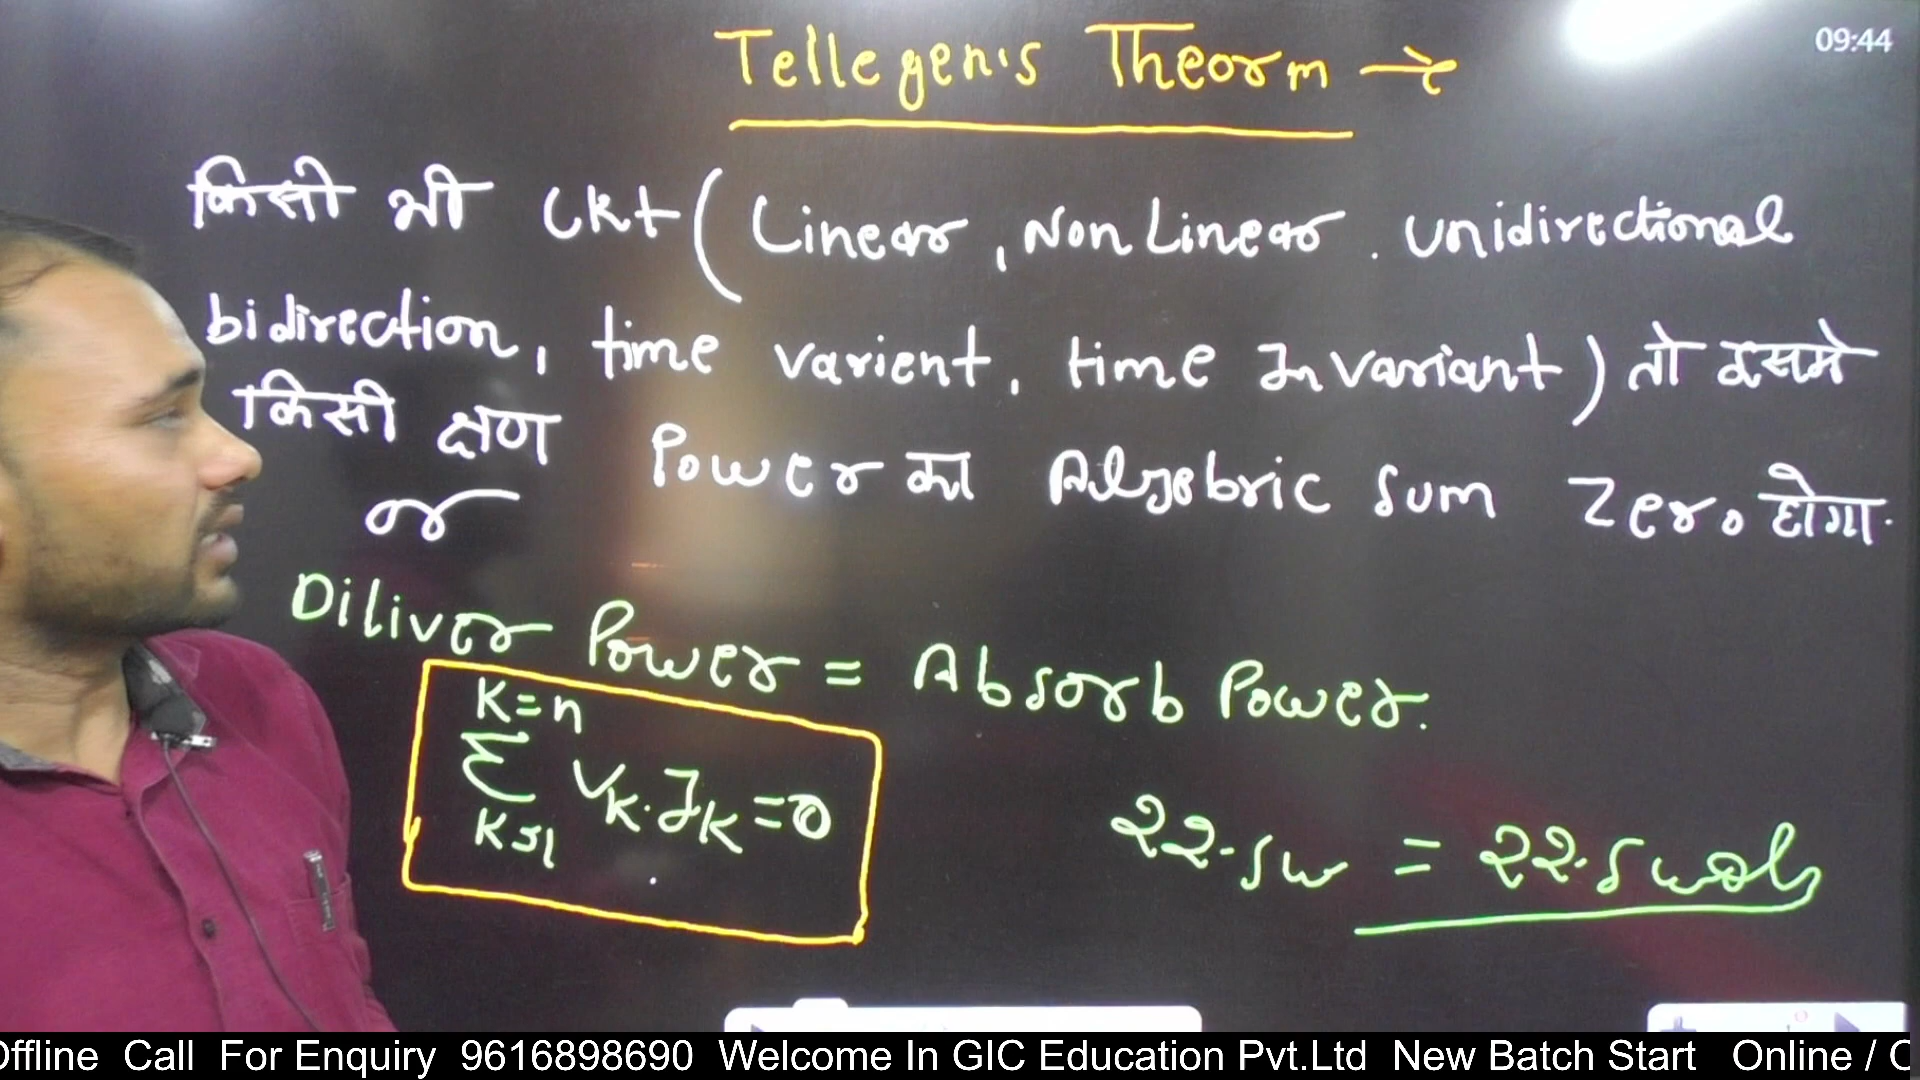 09:44
Tellegen's Theorm →
किसी भी Ckt ( Linear, Non Linear. unidirectional
bidirection, time varient, time Invariant ) तो इसमे
किसी क्षण Power का Algebric sum Zero होगा.
or
Diliver Power = Absorb Power.
K=n
Σ VK.IK=0
K=1
22.5w = 22.5watt
Offline Call For Enquiry 9616898690 Welcome In GIC Education Pvt.Ltd New Batch Start Online / O